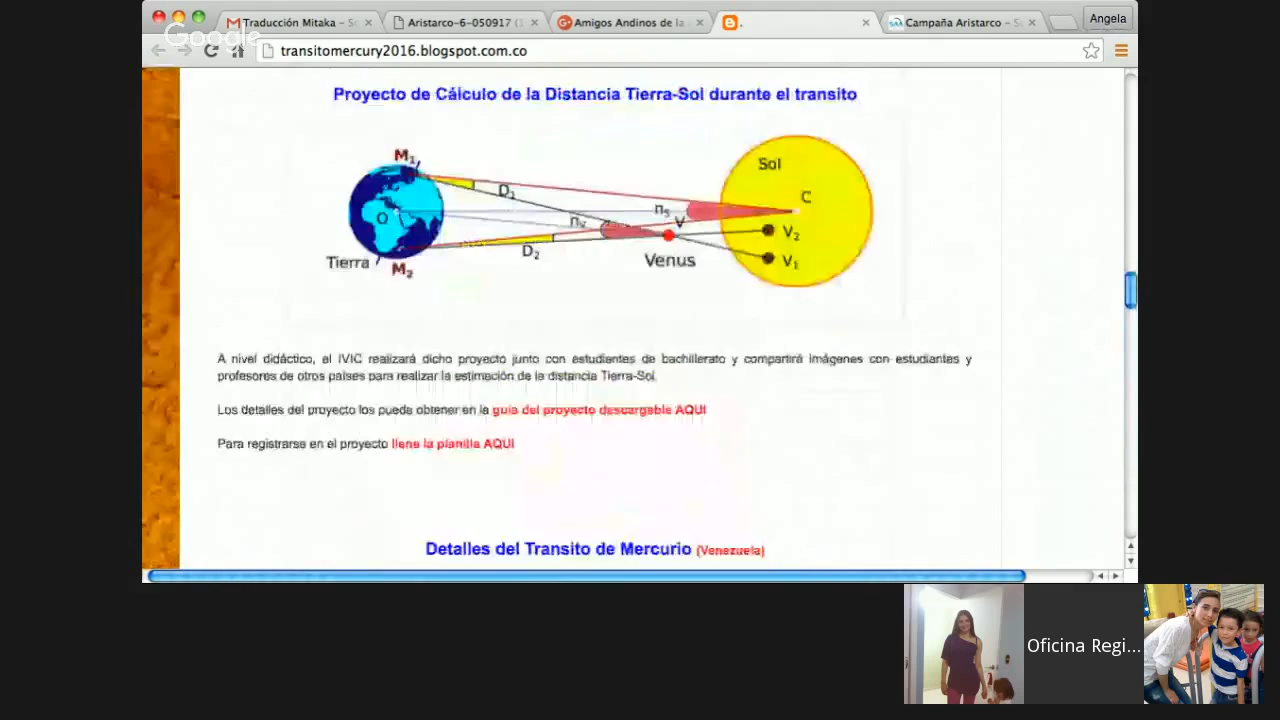 Traducción Mitaka - Sc
Aristarco-6-050917 (1
Amigos Andinos de la
.
Campaña Aristarco - S
Angela
Google
transitomercury2016.blogspot.com.co
Proyecto de Cálculo de la Distancia Tierra-Sol durante el transito
M1
Sol
D1
C
πS
O
πV
V
V2
D2
Venus
V1
Tierra
M2
A nivel didáctico, el IVIC realizará dicho proyecto junto con estudiantes de bachillerato y compartirá imágenes con estudiantes y
profesores de otros países para realizar la estimación de la distancia Tierra-Sol.
Los detalles del proyecto los puede obtener en la guía del proyecto descargable AQUI
Para registrarse en el proyecto llene la planilla AQUI
Detalles del Transito de Mercurio (Venezuela)
Oficina Regi...